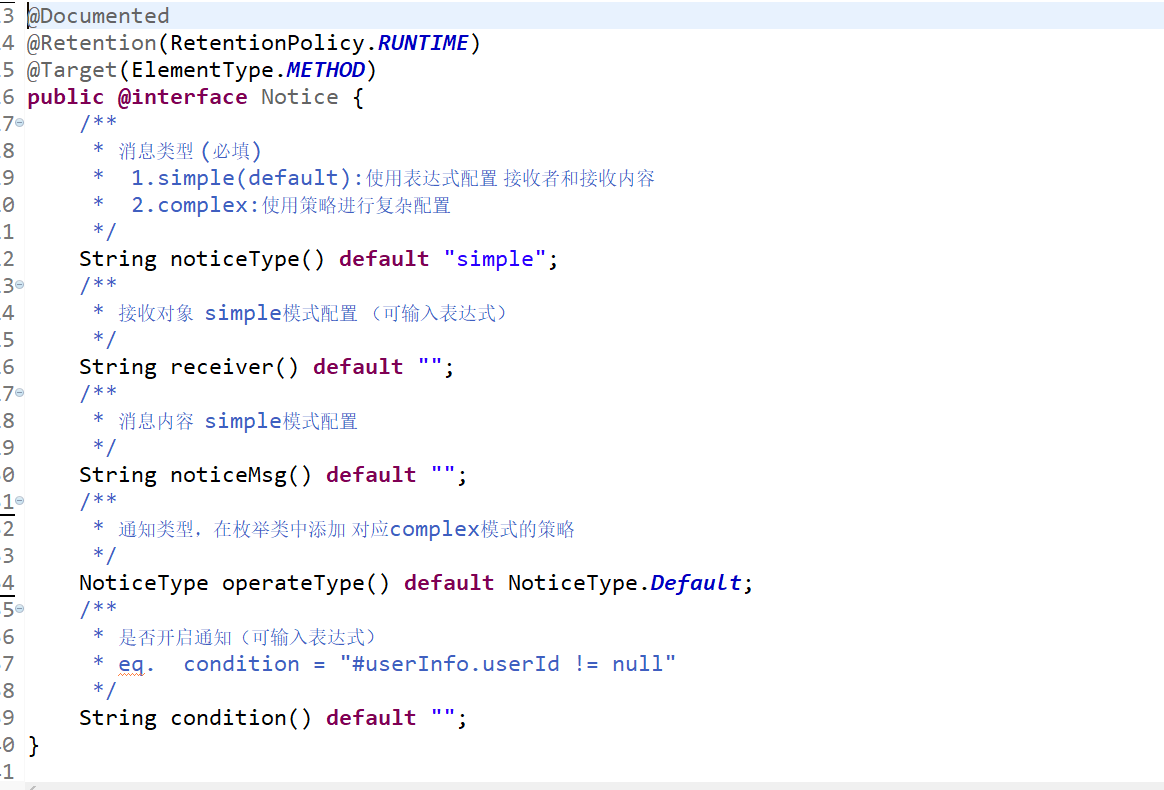 3 @Documented
4 @Retention(RetentionPolicy.RUNTIME)
5 @Target(ElementType.METHOD)
6 public @interface Notice {
7     /**
8      * 消息类型(必填)
9      *  1.simple(default):使用表达式配置 接收者和接收内容
0      *  2.complex:使用策略进行复杂配置
1      */
2     String noticeType() default "simple";
3     /**
4      * 接收对象 simple模式配置 (可输入表达式)
5      */
6     String receiver() default "";
7     /**
8      * 消息内容 simple模式配置
9      */
0     String noticeMsg() default "";
1     /**
2      * 通知类型，在枚举类中添加 对应complex模式的策略
3      */
4     NoticeType operateType() default NoticeType.Default;
5     /**
6      * 是否开启通知（可输入表达式）
7      * eq.  condition = "#userInfo.userId != null"
8      */
9     String condition() default "";
0 }
1